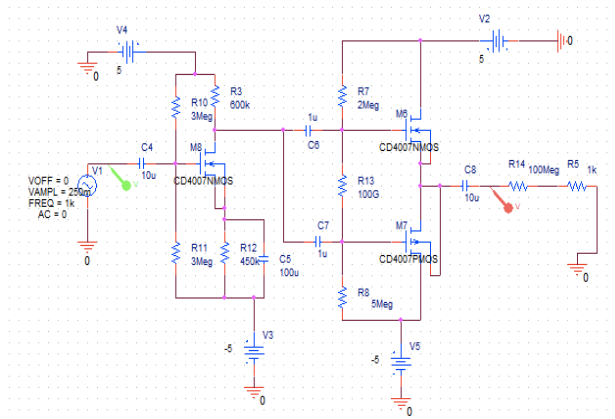 V4
5
0
V2
5
0
R10
3Meg
R3
600k
R7
2Meg
M6
CD4007NMOS
1u
C6
C4
10u
M8
CD4007NMOS
V1
VOFF = 0
VAMPL = 250m
FREQ = 1k
AC = 0
0
V
R13
100G
C8
10u
R14
100Meg
R5
1k
V
0
R11
3Meg
R12
450k
C5
100u
C7
1u
M7
CD4007PMOS
R8
5Meg
V3
-5
0
V5
-5
0